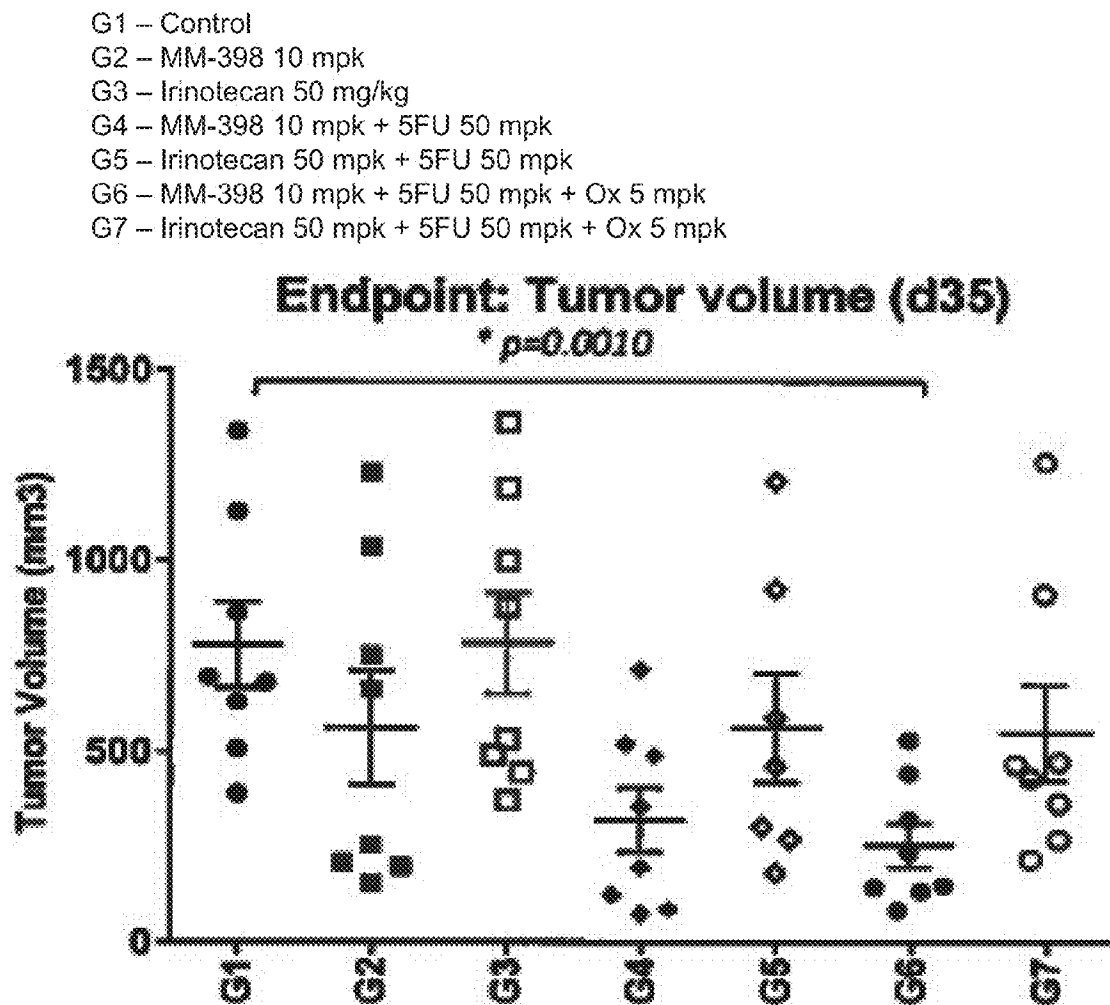 G1 – Control
G2 – MM-398 10 mpk
G3 – Irinotecan 50 mg/kg
G4 – MM-398 10 mpk + 5FU 50 mpk
G5 – Irinotecan 50 mpk + 5FU 50 mpk
G6 – MM-398 10 mpk + 5FU 50 mpk + Ox 5 mpk
G7 – Irinotecan 50 mpk + 5FU 50 mpk + Ox 5 mpk
Endpoint: Tumor volume (d35)
* p=0.0010
1500
1000
500
0
Tumor Volume (mm3)
G1
G2
G3
G4
G5
G6
G7